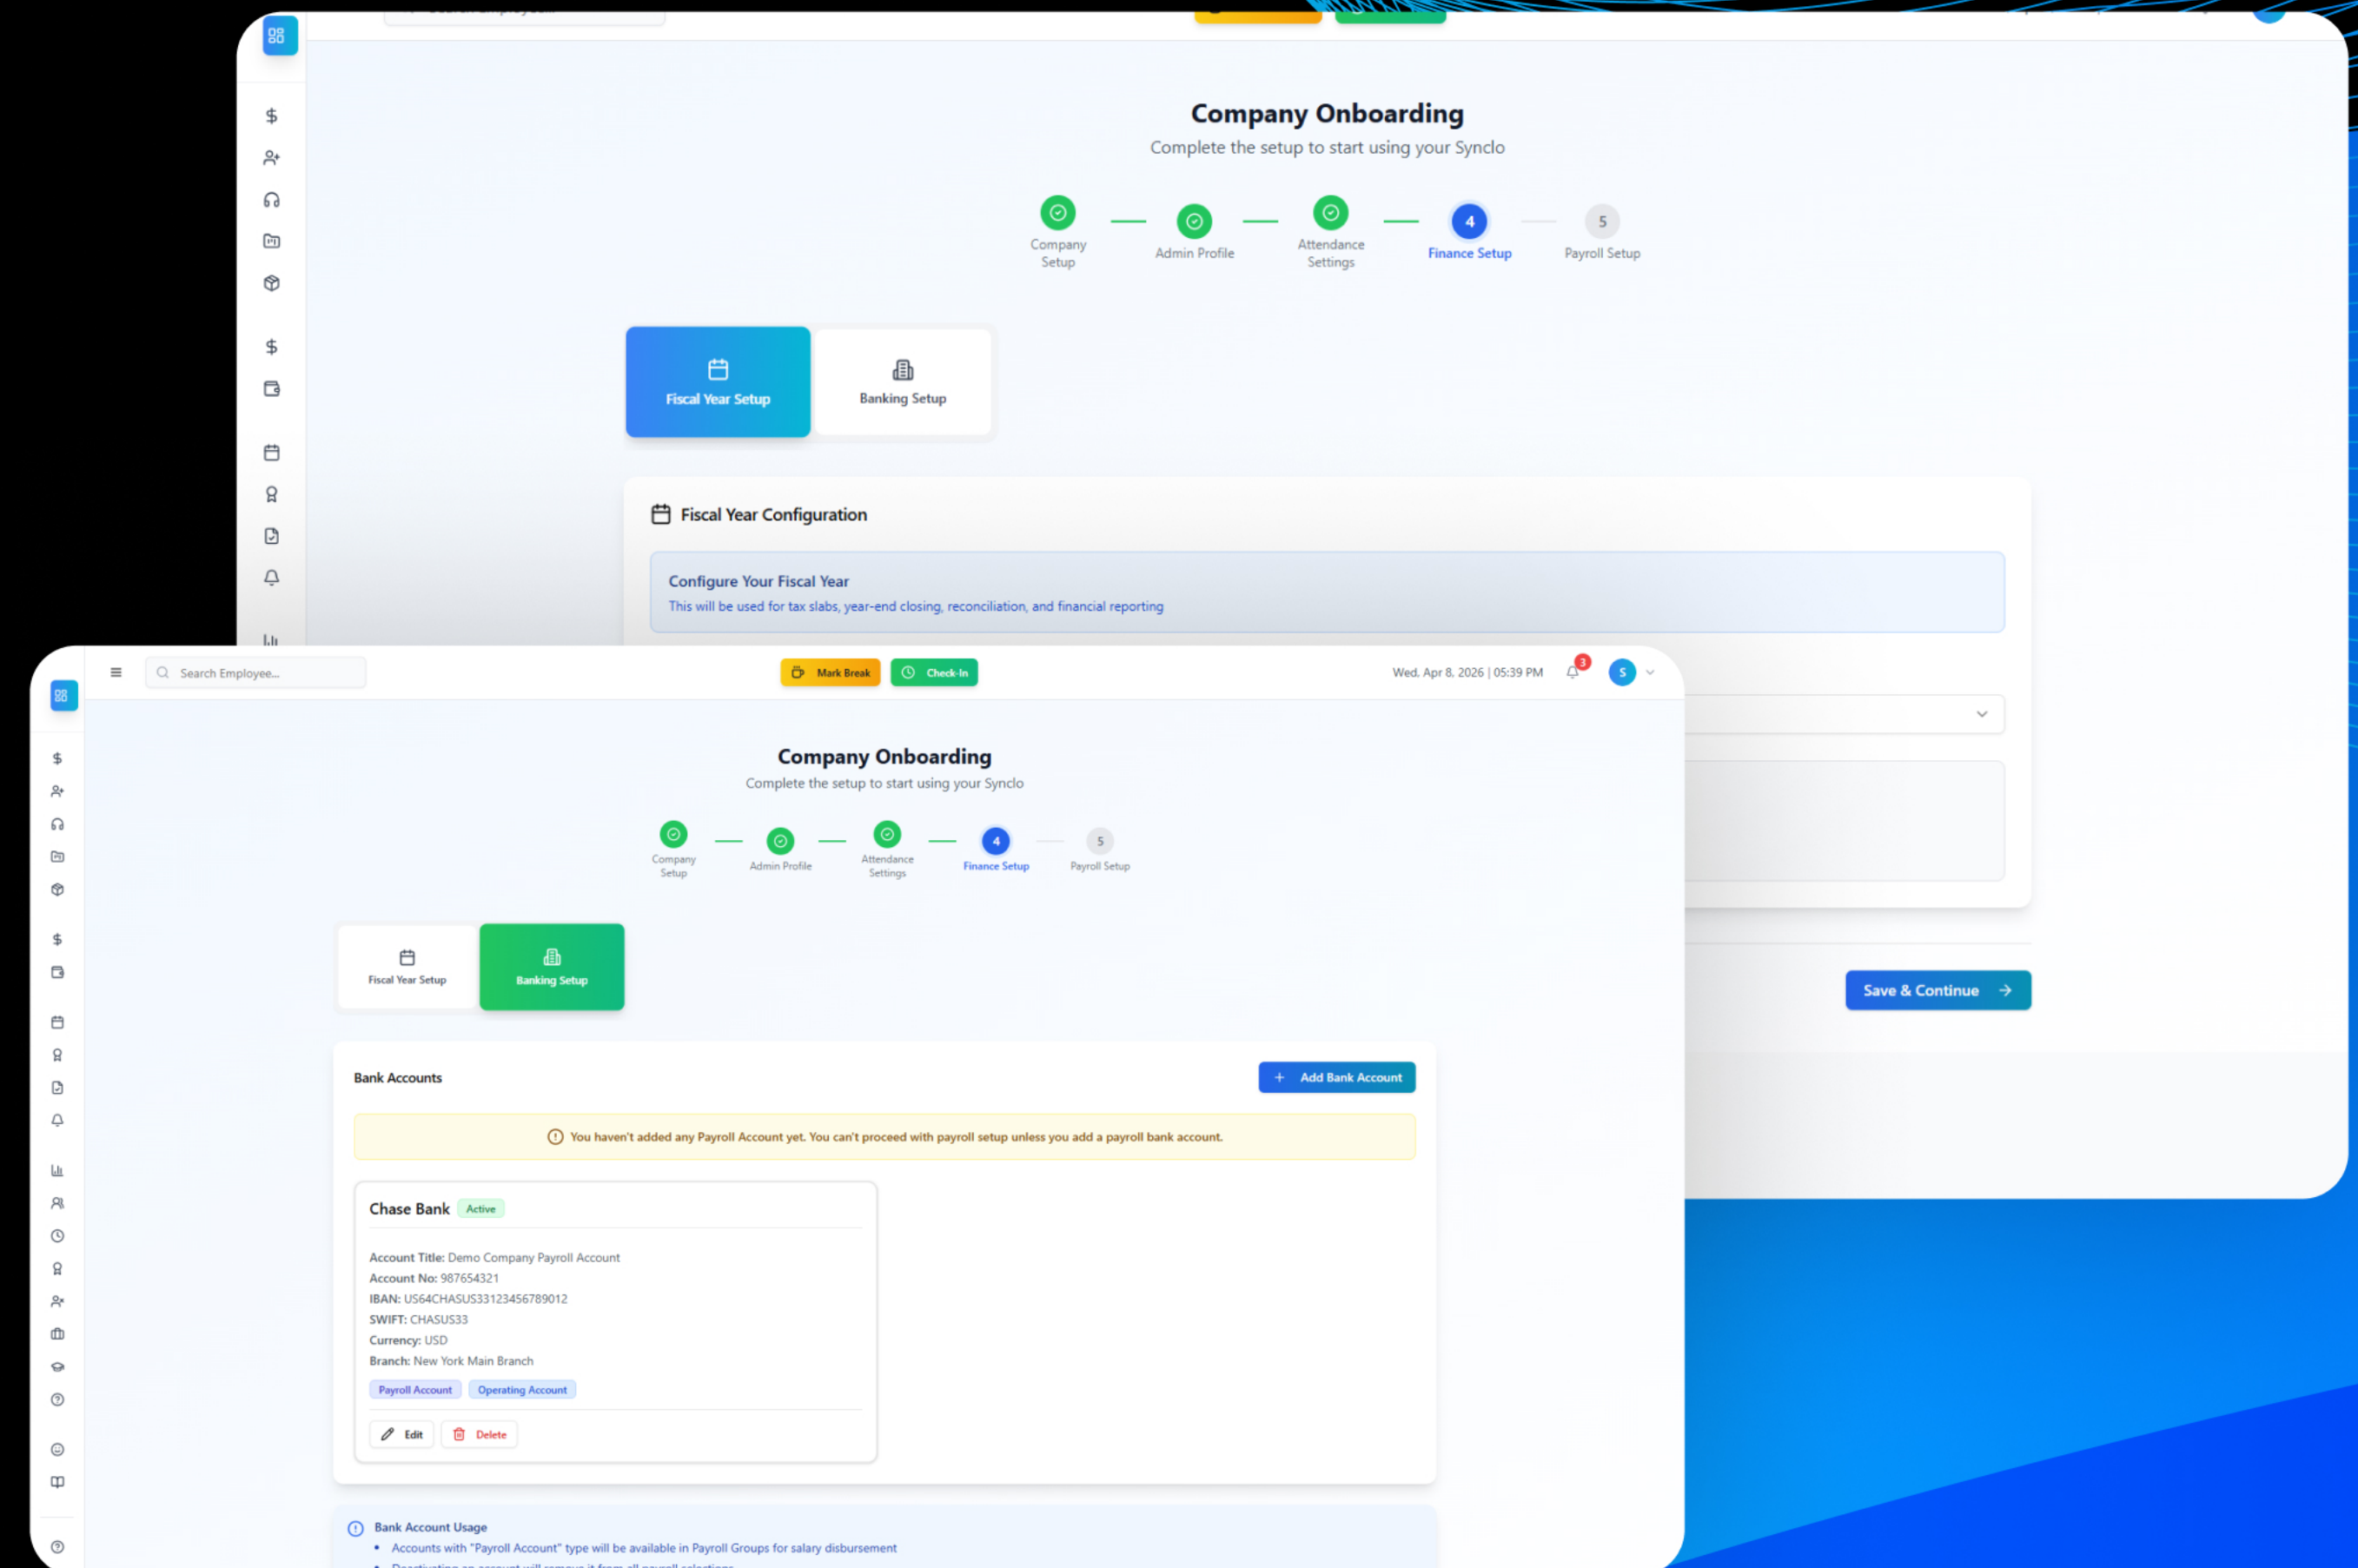 Company Onboarding
Complete the setup to start using your Synclo
4
5
Company
Setup
Admin Profile
Attendance
Settings
Finance Setup
Payroll Setup
Fiscal Year Setup
Banking Setup
Fiscal Year Configuration
Configure Your Fiscal Year
This will be used for tax slabs, year-end closing, reconciliation, and financial reporting
Save & Continue
Search Employee...
Mark Break
Check-In
Wed, Apr 8, 2026 | 05:39 PM
3
S
Company Onboarding
Complete the setup to start using your Synclo
4
5
Company
Setup
Admin Profile
Attendance
Settings
Finance Setup
Payroll Setup
Fiscal Year Setup
Banking Setup
Bank Accounts
Add Bank Account
You haven't added any Payroll Account yet. You can't proceed with payroll setup unless you add a payroll bank account.
Chase Bank
Active
Account Title: Demo Company Payroll Account
Account No: 987654321
IBAN: US64CHASUS33123456789012
SWIFT: CHASUS33
Currency: USD
Branch: New York Main Branch
Payroll Account
Operating Account
Edit
Delete
Bank Account Usage
• Accounts with "Payroll Account" type will be available in Payroll Groups for salary disbursement